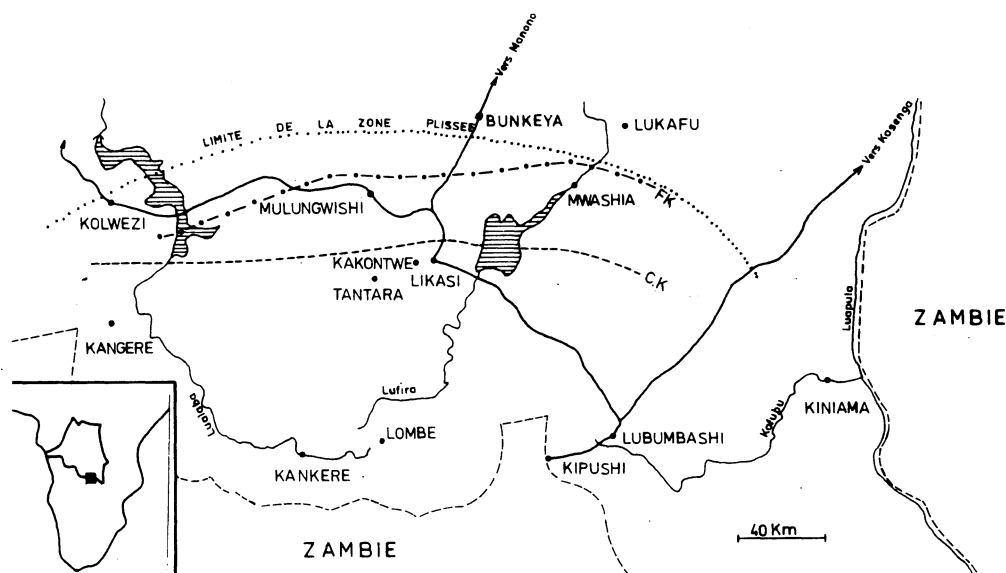 Vers Manono
LIMITE DE LA ZONE PLISSEE
BUNKEYA
LUKAFU
Vers Kasenga
KOLWEZI
MULUNGWISHI
MWASHIA
FK
KAKONTWE
LIKASI
TANTARA
C.K
Luapula
ZAMBIE
KANGERE
Lualaba
Lufira
LOMBE
KANKERE
KINIAMA
Kafubu
LUBUMBASHI
KIPUSHI
40 Km
ZAMBIE